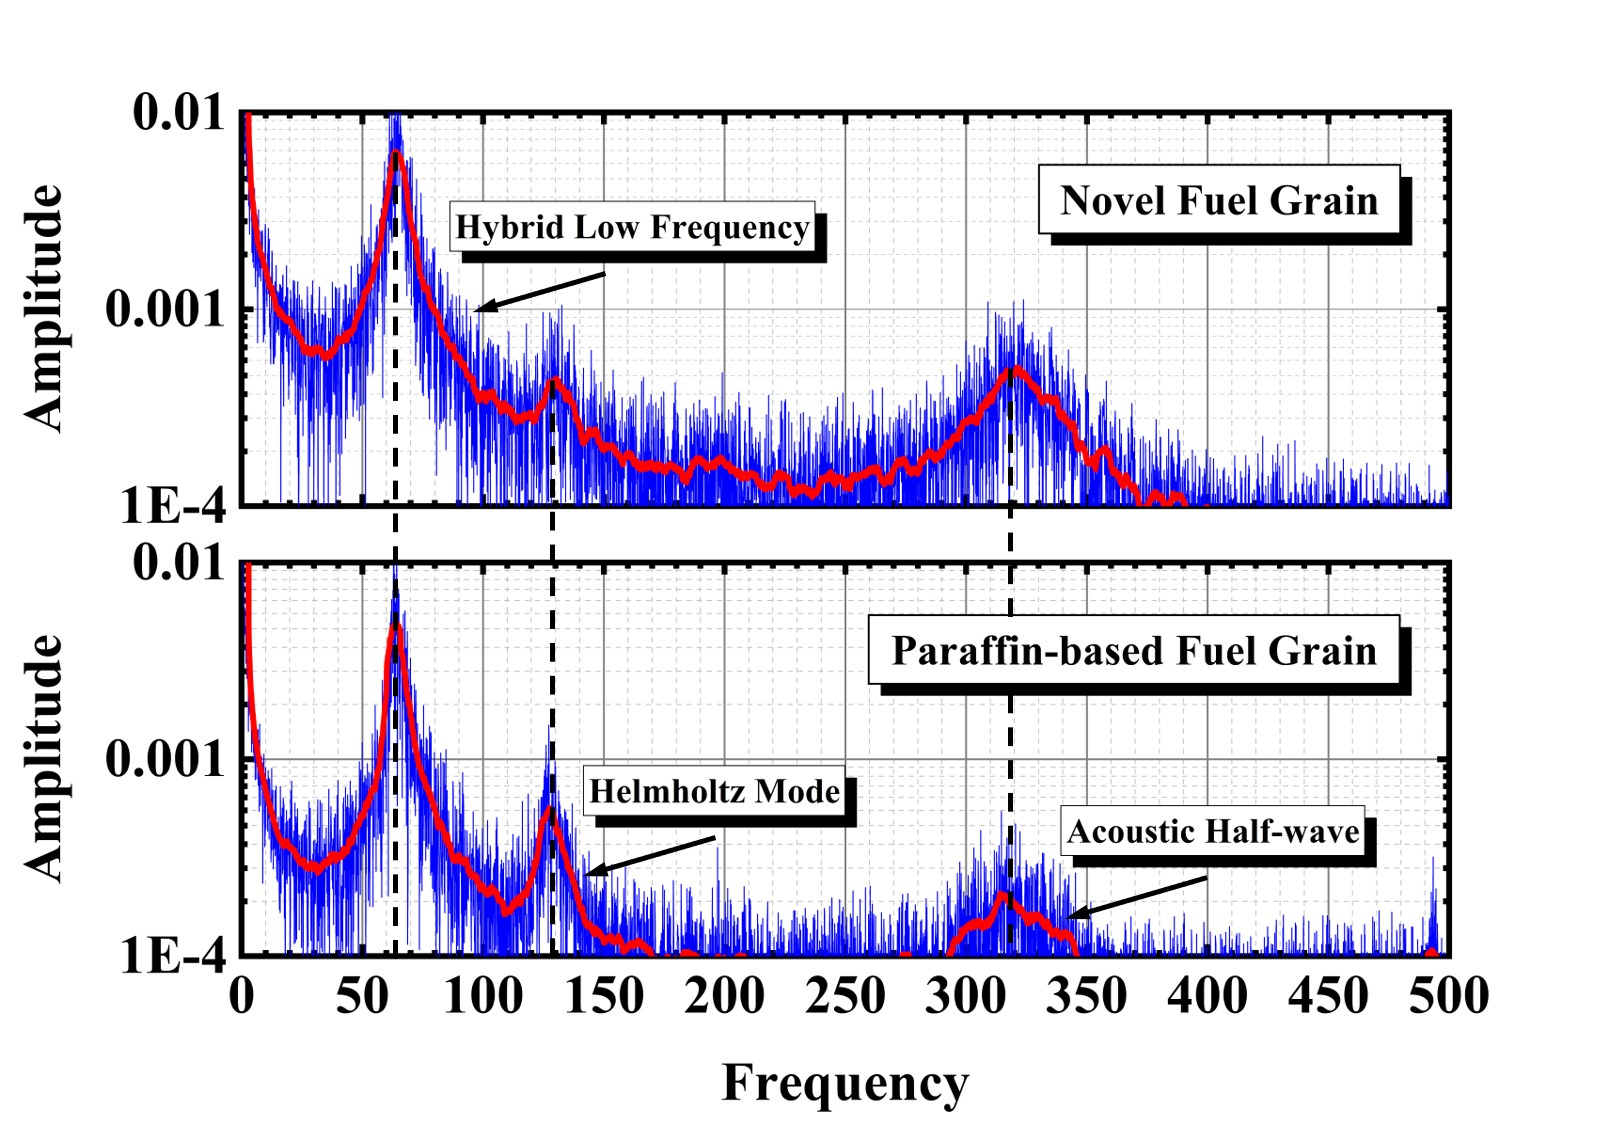 0.01
Novel Fuel Grain
Hybrid Low Frequency
Amplitude
0.001
1E-4
0.01
Paraffin-based Fuel Grain
Amplitude
0.001
Helmholtz Mode
Acoustic Half-wave
1E-4
0 50 100 150 200 250 300 350 400 450 500
Frequency